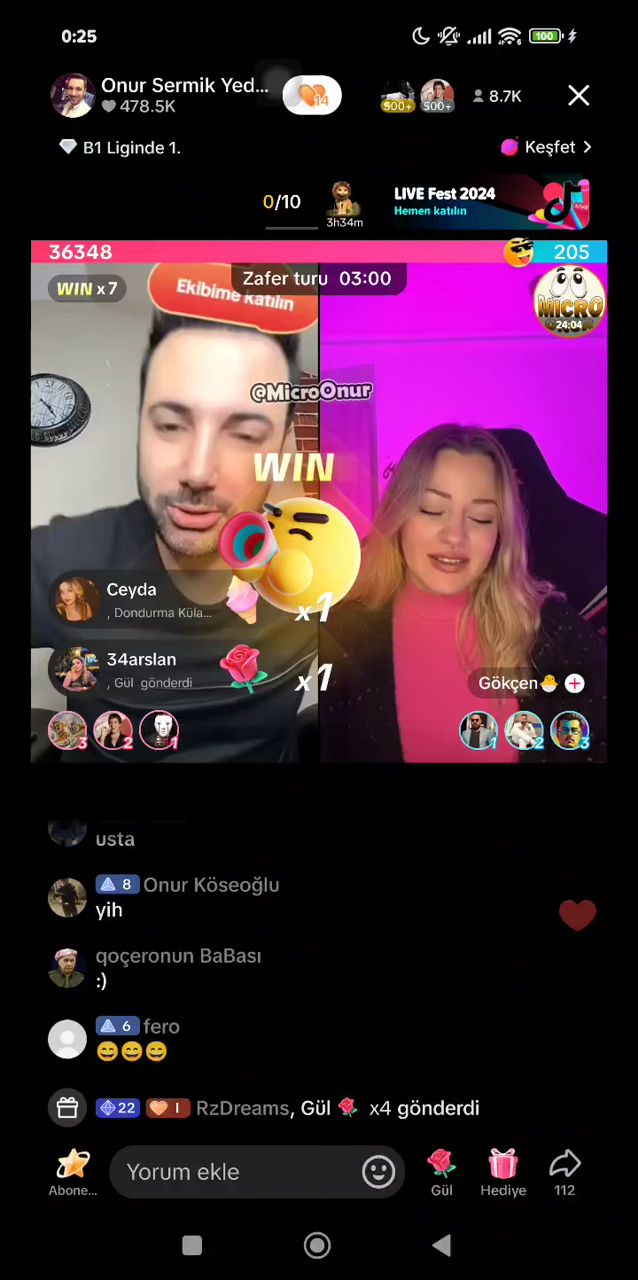 0:25
100
Onur Sermik Yed...
478.5K
14
500+
500+
8.7K
B1 Liginde 1.
Keşfet
0/10
3h34m
LIVE Fest 2024
Hemen katılın
36348
205
WIN x7
Ekibime Katılın
Zafer turu 03:00
MICRO
24:04
@MicroOnur
WIN
Ceyda
, Dondurma Küla...
x1
34arslan
, Gül gönderdi
x1
Gökçen🐣
3
2
1
1
2
3
usta
8 Onur Köseoğlu
yih
qoçeronun BaBası
:)
6 fero
😄😄😄
22 I RzDreams, Gül 🌹 x4 gönderdi
Abone...
Yorum ekle
Gül
Hediye
112